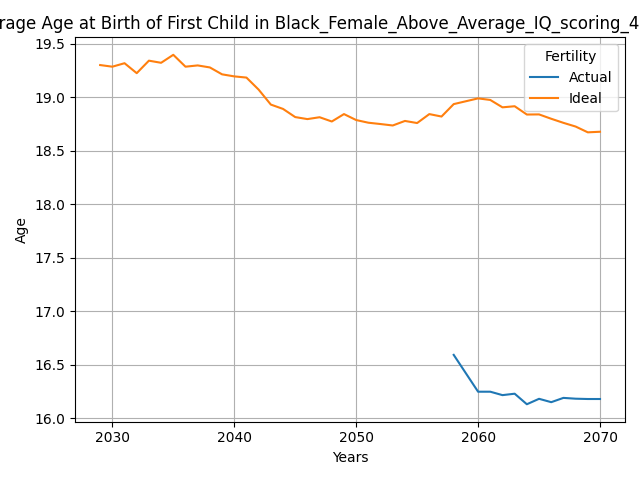 rage Age at Birth of First Child in Black_Female_Above_Average_IQ_scoring_4
19.5
19.0
18.5
18.0
17.5
17.0
16.5
16.0
Age
Fertility
Actual
Ideal
2030 2040 2050 2060 2070
Years